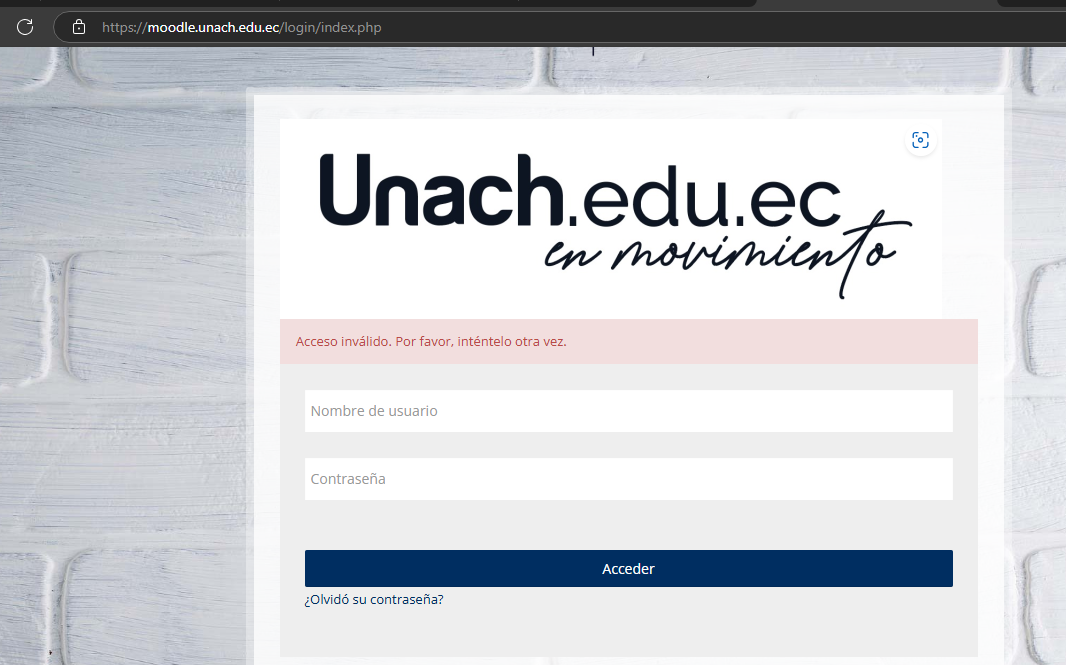 https://moodle.unach.edu.ec/login/index.php
Unach.edu.ec
en movimiento
Acceso inválido. Por favor, inténtelo otra vez.
Nombre de usuario
Contraseña
Acceder
¿Olvidó su contraseña?